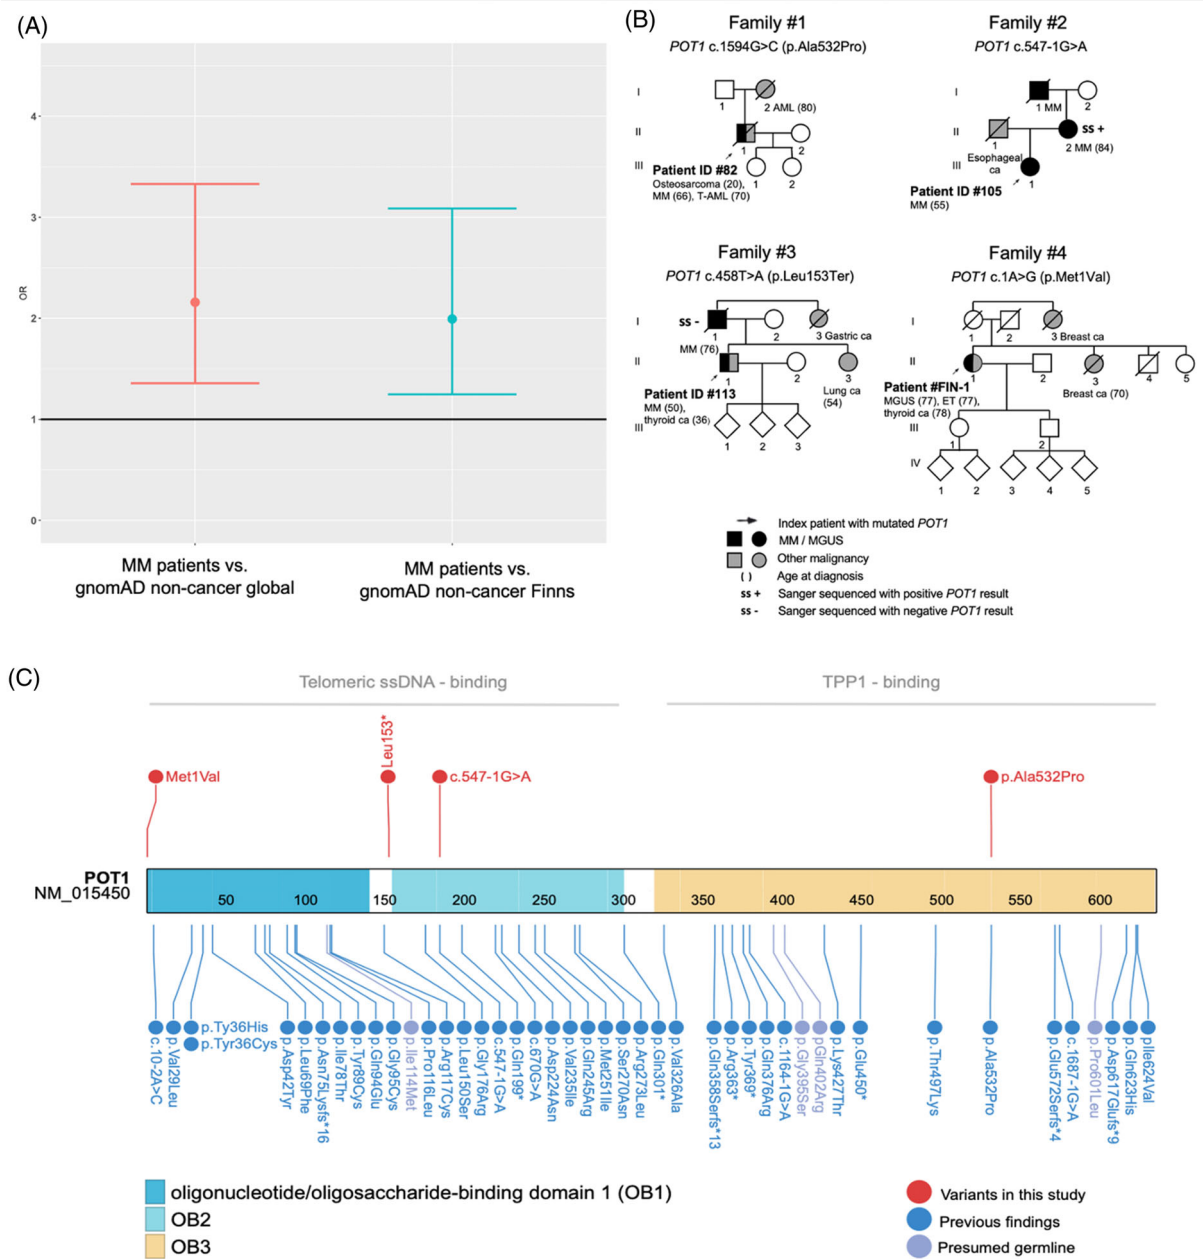 (A)
4
3
2
1
0
OR
MM patients vs.
gnomAD non-cancer global
MM patients vs.
gnomAD non-cancer Finns
(B)
Family #1
POT1 c.1594G>C (p.Ala532Pro)
I
1
2 AML (80)
II
1
2
III
1
2
Patient ID #82
Osteosarcoma (20),
MM (66), T-AML (70)
Family #2
POT1 c.547-1G>A
I
1 MM
2
II
1
ss +
2 MM (84)
Esophageal
ca
III
1
Patient ID #105
MM (55)
Family #3
POT1 c.458T>A (p.Leu153Ter)
I
ss -
1
2
3 Gastric ca
MM (76)
II
1
2
3
Patient ID #113
MM (50),
thyroid ca (36)
Lung ca
(54)
III
1
2
3
Family #4
POT1 c.1A>G (p.Met1Val)
I
1
2
3 Breast ca
II
1
2
3
4
5
Patient #FIN-1
MGUS (77), ET (77),
thyroid ca (78)
Breast ca (70)
III
1
2
IV
1
2
3
4
5
Index patient with mutated POT1
MM / MGUS
Other malignancy
( ) Age at diagnosis
ss + Sanger sequenced with positive POT1 result
ss - Sanger sequenced with negative POT1 result
(C)
Telomeric ssDNA - binding
TPP1 - binding
Met1Val
Leu153*
c.547-1G>A
p.Ala532Pro
POT1
NM_015450
50
100
150
200
250
300
350
400
450
500
550
600
c.10-2A>C
p.Val29Leu
p.Ty36His
p.Tyr36Cys
p.Asp42Tyr
p.Leu69Phe
p.Asn75Lysfs*16
p.Ile78Thr
p.Tyr89Cys
p.Gln94Glu
p.Gly95Cys
p.Ile114Met
p.Pro116Leu
p.Arg117Cys
p.Leu150Ser
p.Gly176Arg
c.547-1G>A
p.Gln199*
c.670G>A
p.Asp224Asn
p.Val235Ile
p.Gln245Arg
p.Met251Ile
p.Ser270Asn
p.Arg273Leu
p.Gln301*
p.Val326Ala
p.Gln358Serfs*13
p.Arg363*
p.Tyr369*
p.Gln376Arg
c.1164-1G>A
p.Gly395Ser
pGln402Arg
p.Lys427Thr
p.Glu450*
p.Thr497Lys
p.Ala532Pro
p.Glu572Serfs*4
c.1687-1G>A
p.Pro601Leu
p.Asp617Glufs*9
p.Gln623His
pIle624Val
oligonucleotide/oligosaccharide-binding domain 1 (OB1)
OB2
OB3
Variants in this study
Previous findings
Presumed germline